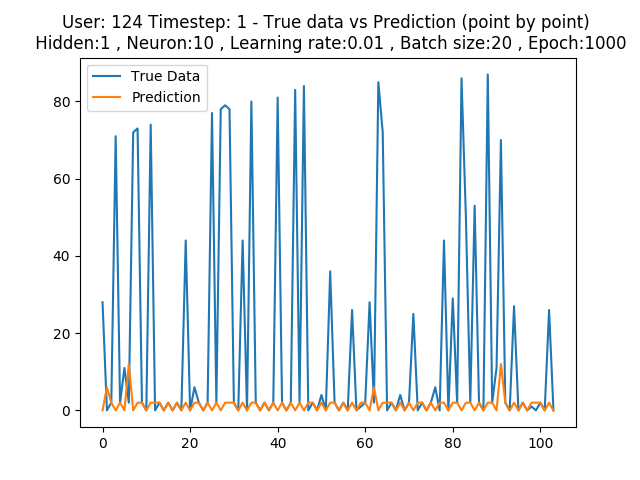 User: 124 Timestep: 1 - True data vs Prediction (point by point)
Hidden:1 , Neuron:10 , Learning rate:0.01 , Batch size:20 , Epoch:1000
True Data
Prediction
80
60
40
20
0
0 20 40 60 80 100